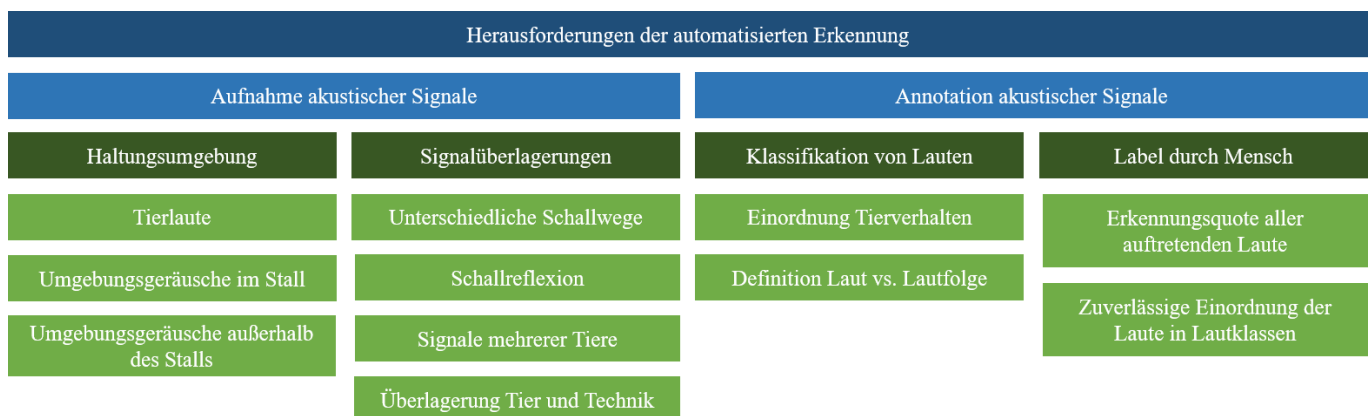 Herausforderungen der automatisierten Erkennung
Aufnahme akustischer Signale
Annotation akustischer Signale
Haltungsumgebung
Signalüberlagerungen
Klassifikation von Lauten
Label durch Mensch
Tierlaute
Umgebungsgeräusche im Stall
Umgebungsgeräusche außerhalb
des Stalls
Unterschiedliche Schallwege
Schallreflexion
Signale mehrerer Tiere
Überlagerung Tier und Technik
Einordnung Tierverhalten
Definition Laut vs. Lautfolge
Erkennungsquote aller
auftretenden Laute
Zuverlässige Einordnung der
Laute in Lautklassen